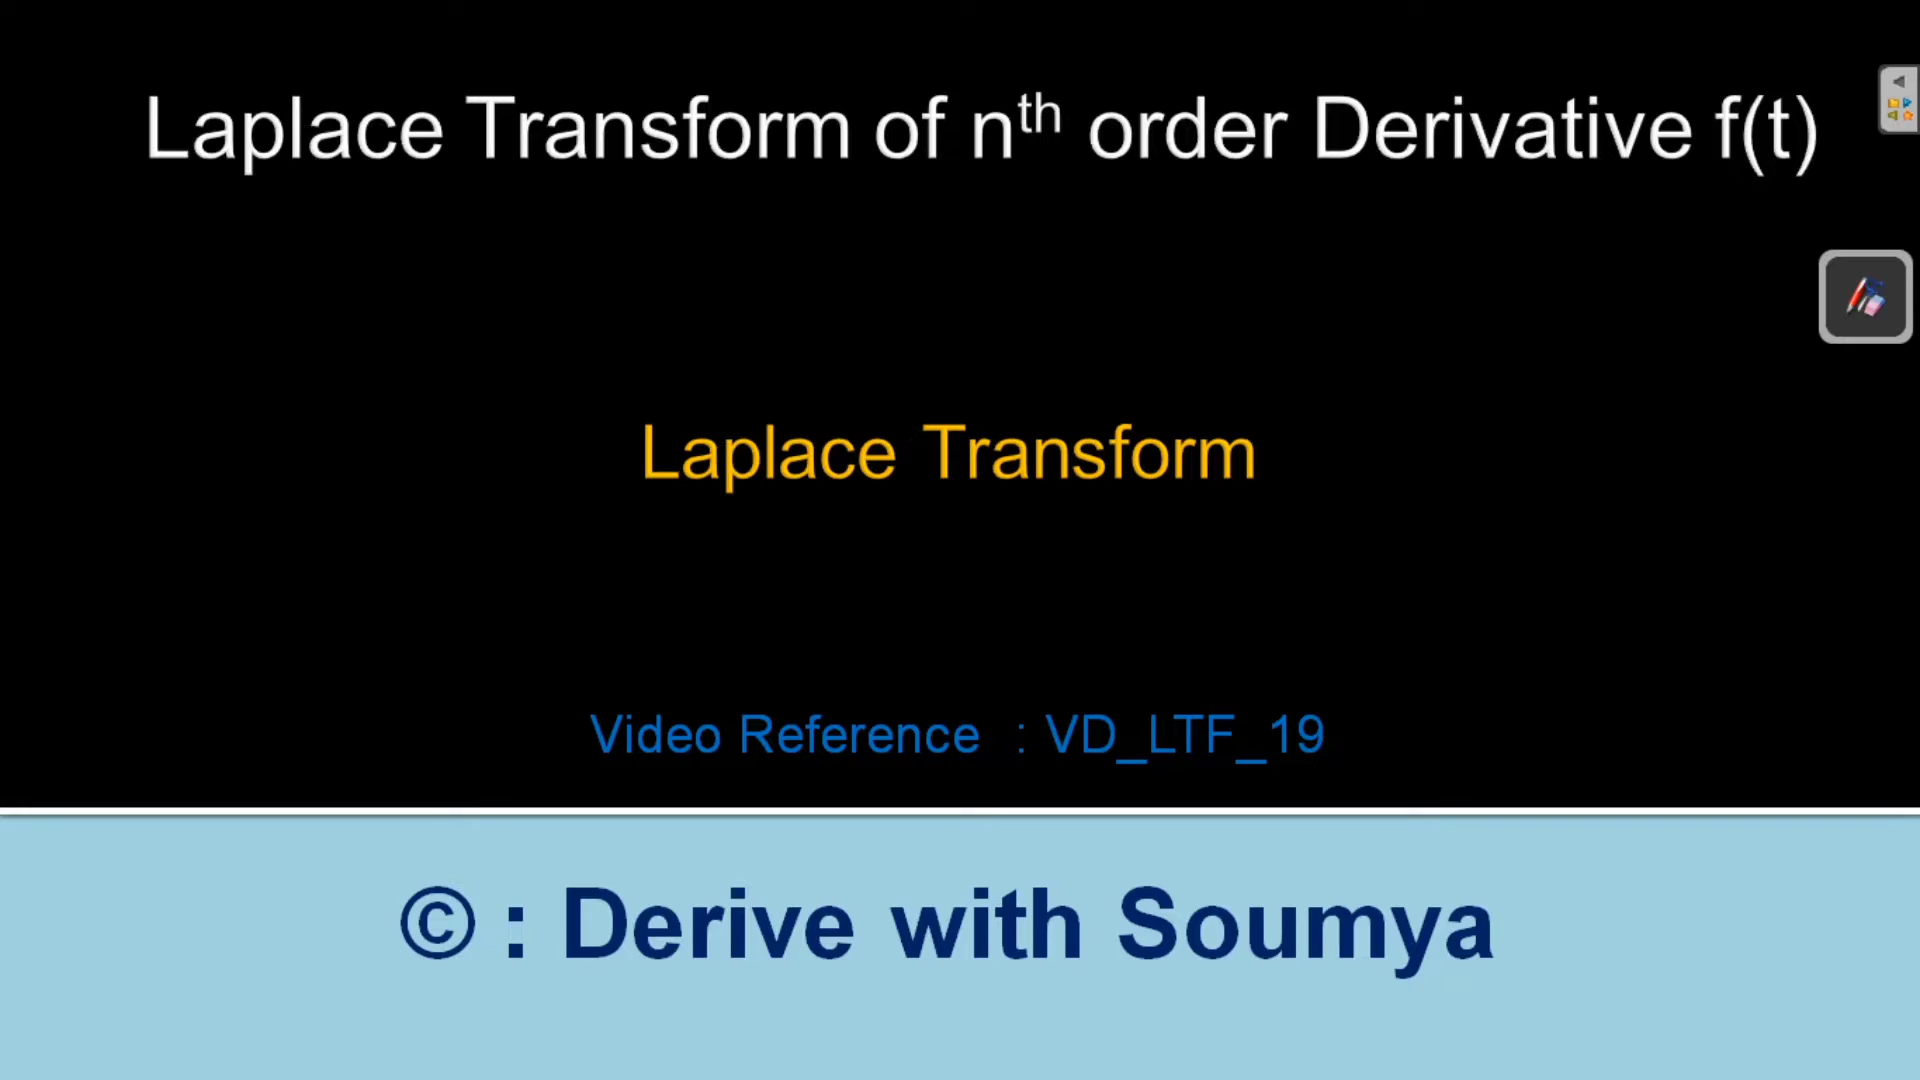 Laplace Transform of nth order Derivative f(t)
Laplace Transform
Video Reference : VD_LTF_19
© : Derive with Soumya